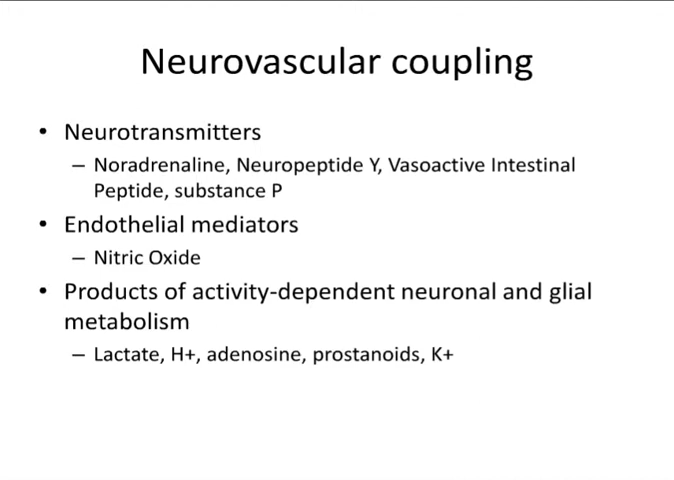 Neurovascular coupling
• Neurotransmitters
– Noradrenaline, Neuropeptide Y, Vasoactive Intestinal
Peptide, substance P
• Endothelial mediators
– Nitric Oxide
• Products of activity-dependent neuronal and glial
metabolism
– Lactate, H+, adenosine, prostanoids, K+